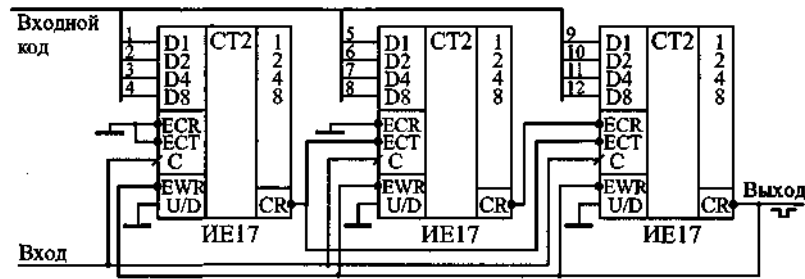 Входной
код
1 D1 CT2 1
2 D2 2
3 D4 4
4 D8 8
ECR
ECT
C
EWR
U/D CR
ИЕ17
5 D1 CT2 1
6 D2 2
7 D4 4
8 D8 8
ECR
ECT
C
EWR
U/D CR
ИЕ17
9 D1 CT2 1
10 D2 2
11 D4 4
12 D8 8
ECR
ECT
C
EWR
U/D CR
ИЕ17
Выход
Вход